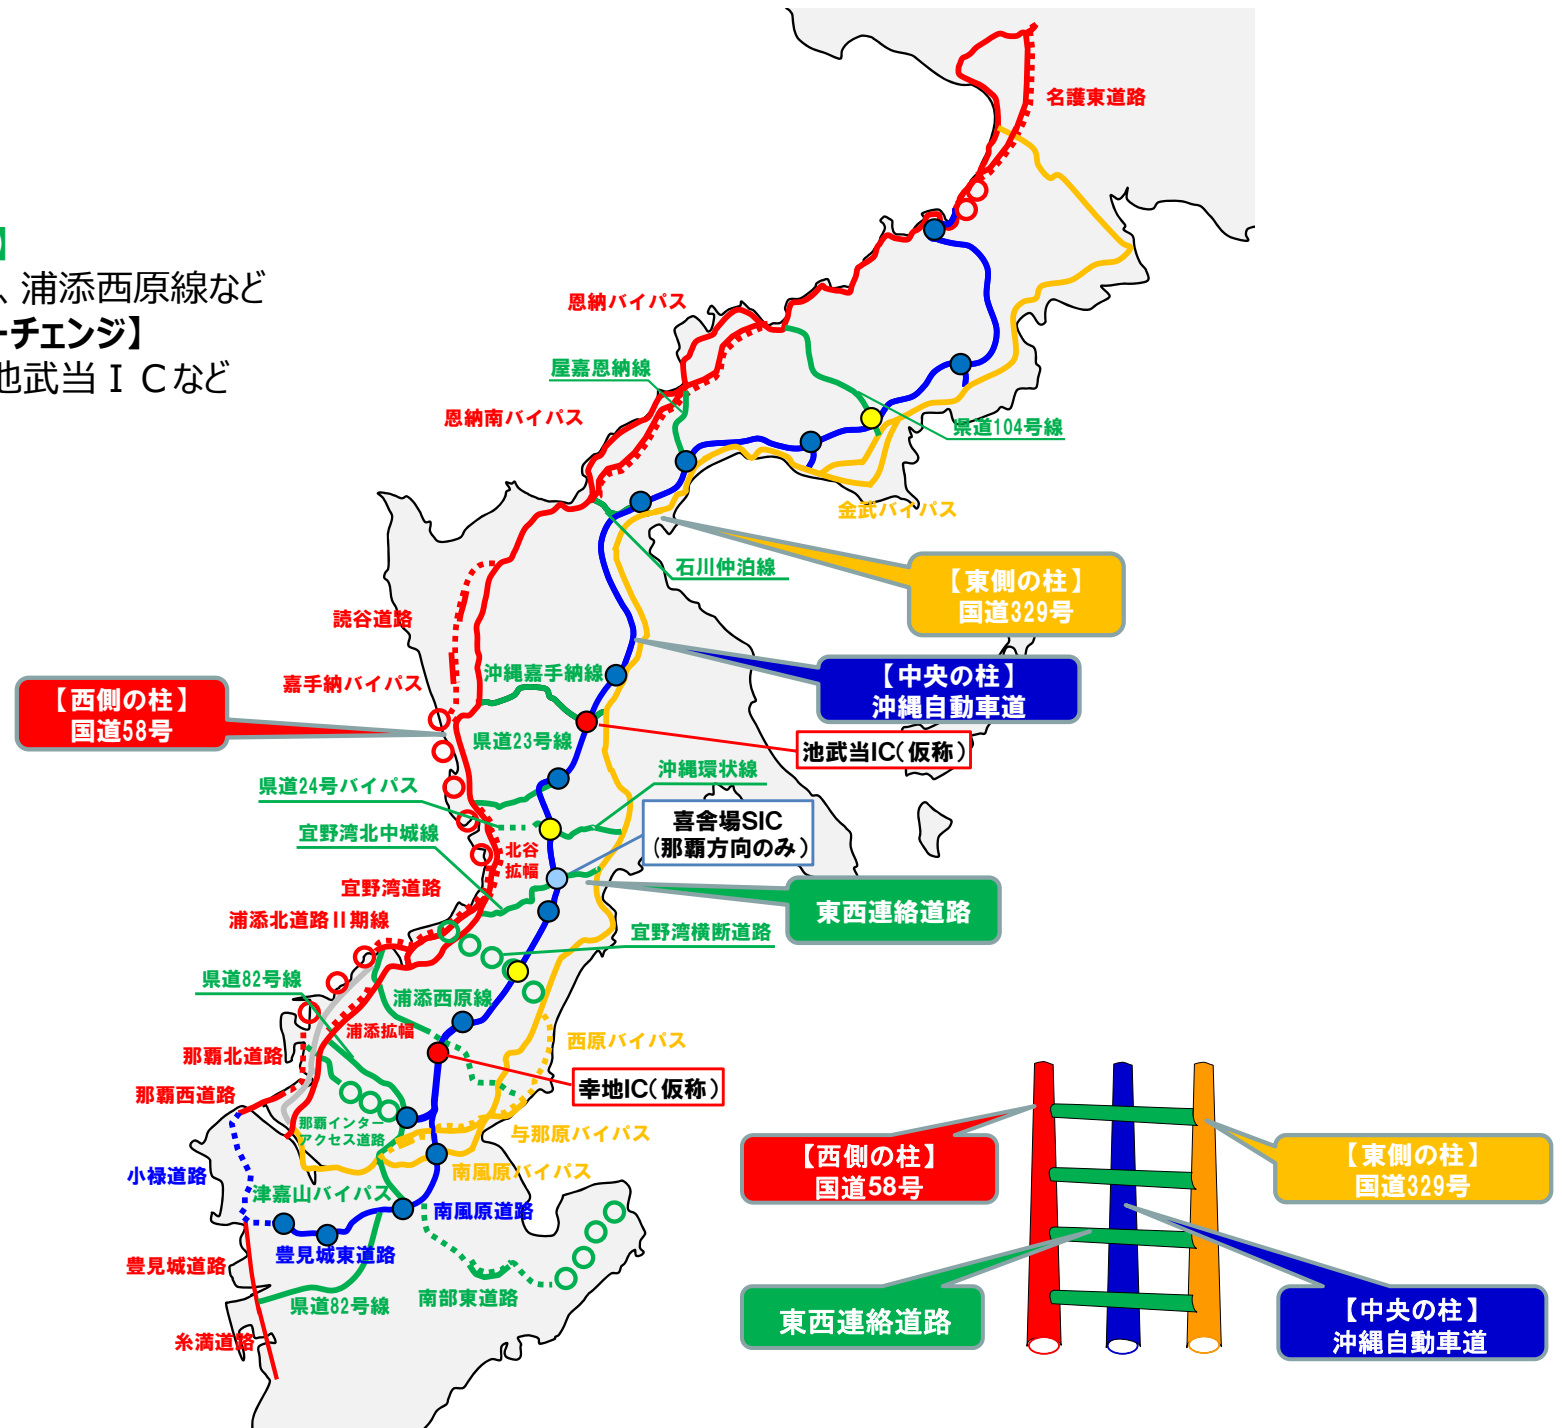 】
、浦添西原線など
ーチェンジ】
池武当ＩＣなど
名護東道路
恩納バイパス
屋嘉恩納線
恩納南バイパス
県道104号線
金武バイパス
石川仲泊線
【東側の柱】
国道329号
読谷道路
【中央の柱】
沖縄自動車道
沖縄嘉手納線
嘉手納バイパス
【西側の柱】
国道58号
県道23号線
池武当IC（仮称）
沖縄環状線
県道24号バイパス
喜舎場SIC
（那覇方向のみ）
宜野湾北中城線
北谷
拡幅
宜野湾道路
東西連絡道路
浦添北道路Ⅱ期線
宜野湾横断道路
県道82号線
浦添西原線
浦添拡幅
西原バイパス
那覇北道路
幸地IC（仮称）
那覇西道路
那覇インター
アクセス道路
与那原バイパス
小禄道路
南風原バイパス
津嘉山バイパス
南風原道路
豊見城東道路
豊見城道路
南部東道路
県道82号線
糸満道路
【西側の柱】
国道58号
【東側の柱】
国道329号
東西連絡道路
【中央の柱】
沖縄自動車道